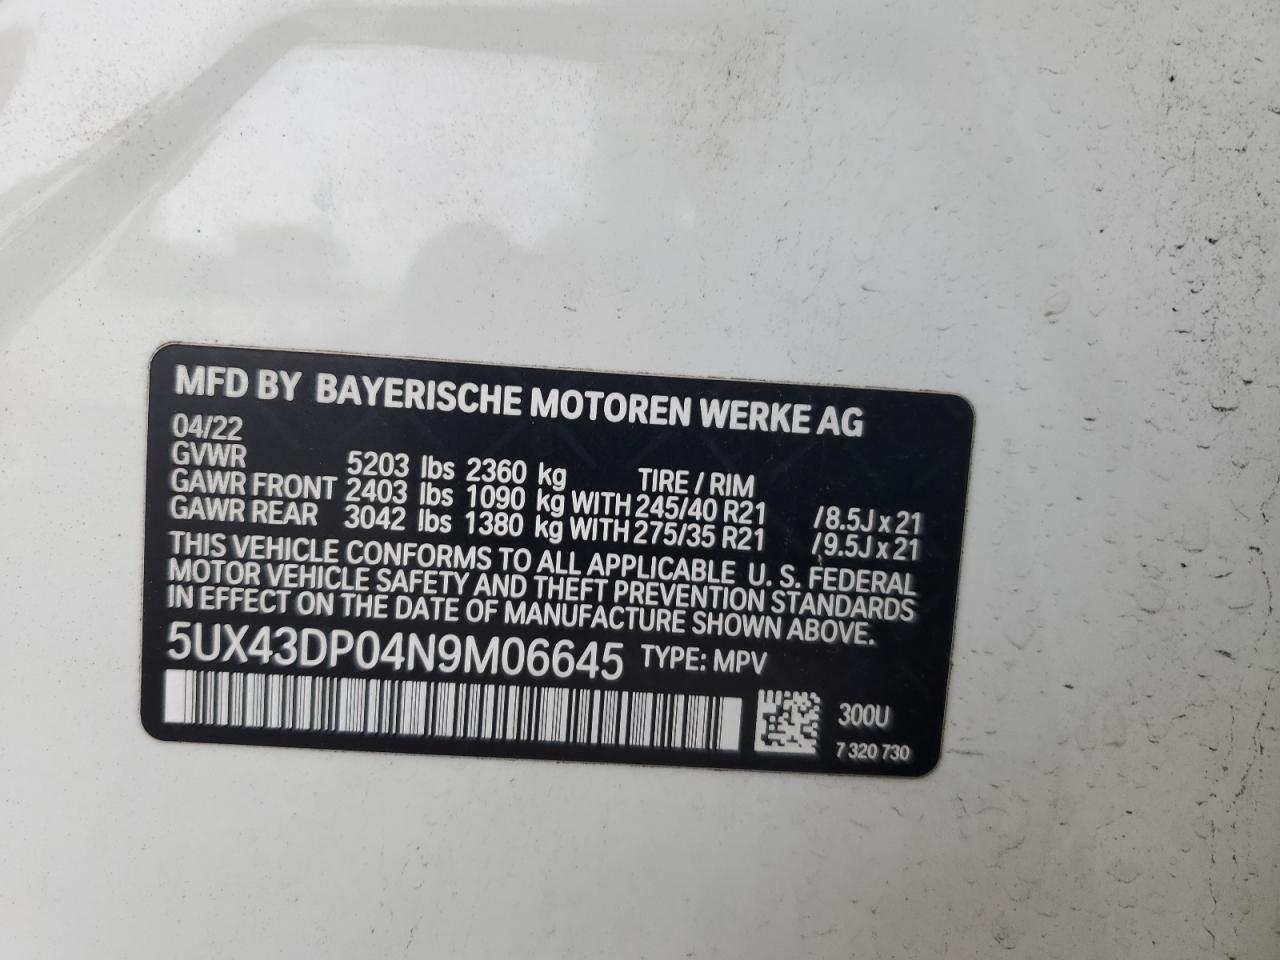 MFD BY BAYERISCHE MOTOREN WERKE AG
04/22
GVWR 5203 lbs 2360 kg TIRE / RIM
GAWR FRONT 2403 lbs 1090 kg WITH 245/40 R21 /8.5J x 21
GAWR REAR 3042 lbs 1380 kg WITH 275/35 R21 /9.5J x 21
THIS VEHICLE CONFORMS TO ALL APPLICABLE U. S. FEDERAL
MOTOR VEHICLE SAFETY AND THEFT PREVENTION STANDARDS
IN EFFECT ON THE DATE OF MANUFACTURE SHOWN ABOVE.
5UX43DP04N9M06645 TYPE: MPV
300U
7 320 730